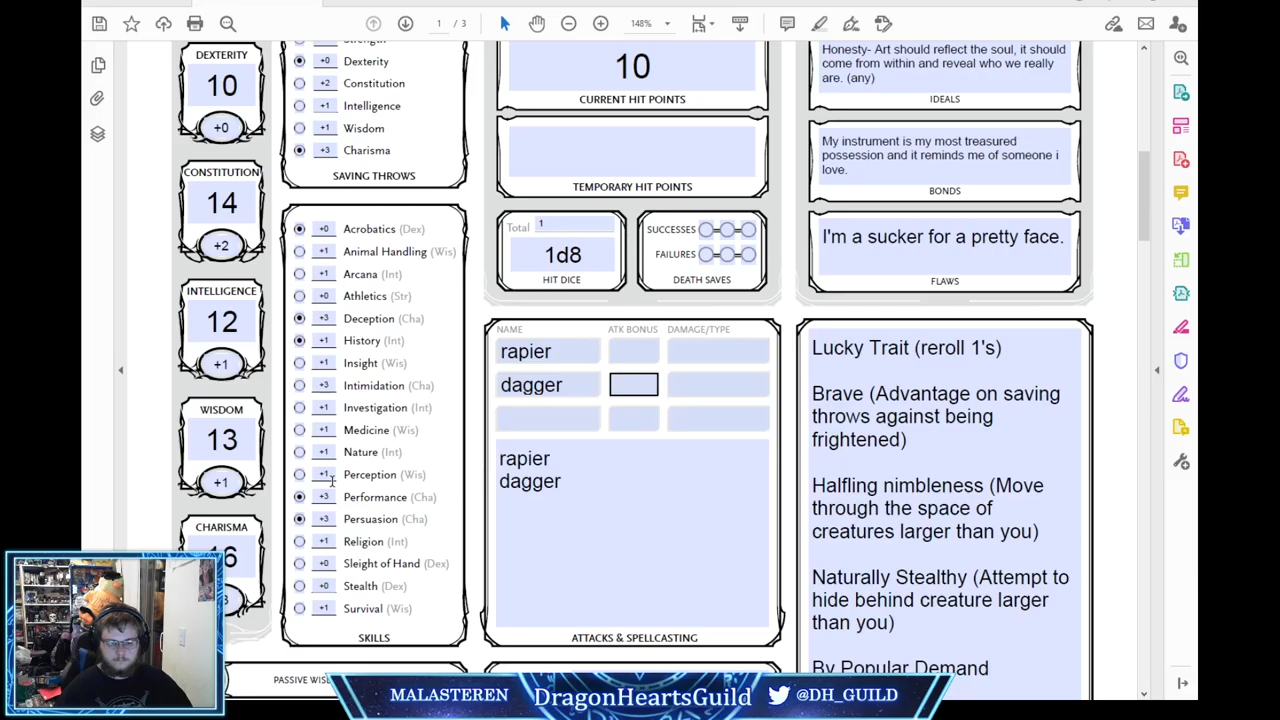 1 / 3
148%
DEXTERITY
10
+0
CONSTITUTION
14
+2
INTELLIGENCE
12
+1
WISDOM
13
+1
CHARISMA
Strength
+0 Dexterity
+2 Constitution
+1 Intelligence
+1 Wisdom
+3 Charisma
SAVING THROWS
+0 Acrobatics (Dex)
+1 Animal Handling (Wis)
+1 Arcana (Int)
+0 Athletics (Str)
+3 Deception (Cha)
+1 History (Int)
+1 Insight (Wis)
+3 Intimidation (Cha)
+1 Investigation (Int)
+1 Medicine (Wis)
+1 Nature (Int)
+1 Perception (Wis)
+3 Performance (Cha)
+3 Persuasion (Cha)
+1 Religion (Int)
+0 Sleight of Hand (Dex)
+0 Stealth (Dex)
+1 Survival (Wis)
SKILLS
10
CURRENT HIT POINTS
TEMPORARY HIT POINTS
Total 1
1d8
HIT DICE
SUCCESSES
FAILURES
DEATH SAVES
NAME ATK BONUS DAMAGE/TYPE
rapier
dagger
rapier
dagger
ATTACKS & SPELLCASTING
Honesty- Art should reflect the soul, it should
come from within and reveal who we really
are. (any)
IDEALS
My instrument is my most treasured
possession and it reminds me of someone i
love.
BONDS
I'm a sucker for a pretty face.
FLAWS
Lucky Trait (reroll 1's)
Brave (Advantage on saving
throws against being
frightened)
Halfling nimbleness (Move
through the space of
creatures larger than you)
Naturally Stealthy (Attempt to
hide behind creature larger
than you)
By Popular Demand
MALASTEREN DragonHeartsGuild @DH_GUILD